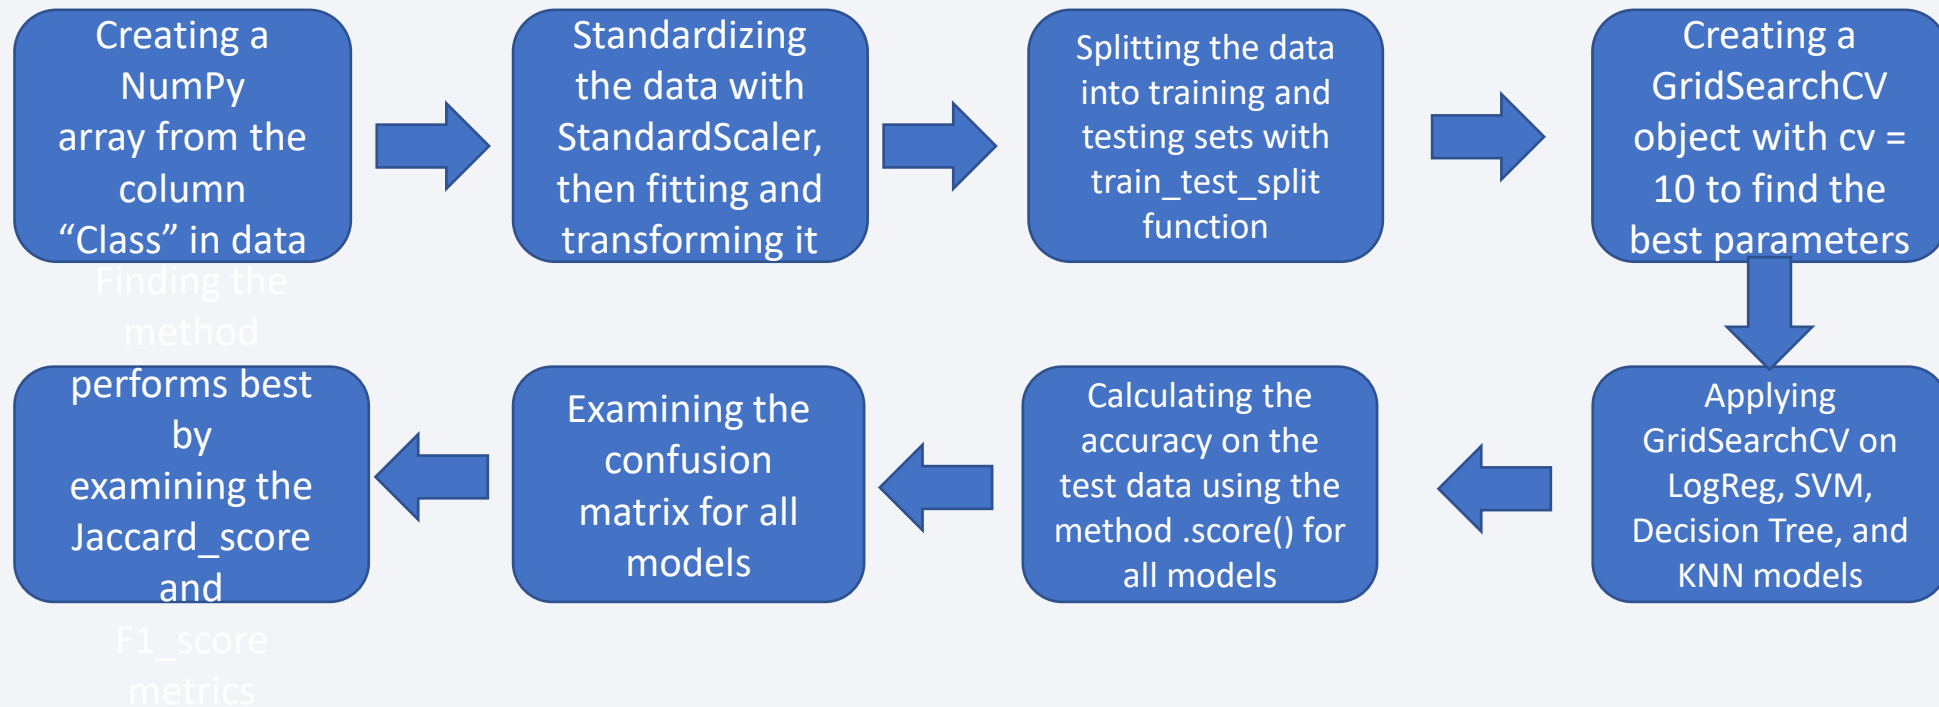 Creating a
NumPy
array from the
column
“Class” in data
Standardizing
the data with
StandardScaler,
then fitting and
transforming it
Splitting the data
into training and
testing sets with
train_test_split
function
Creating a
GridSearchCV
object with cv =
10 to find the
best parameters
Applying
GridSearchCV on
LogReg, SVM,
Decision Tree, and
KNN models
Calculating the
accuracy on the
test data using the
method .score() for
all models
Examining the
confusion
matrix for all
models
Finding the
method
performs best
by
examining the
Jaccard_score
and
F1_score
metrics